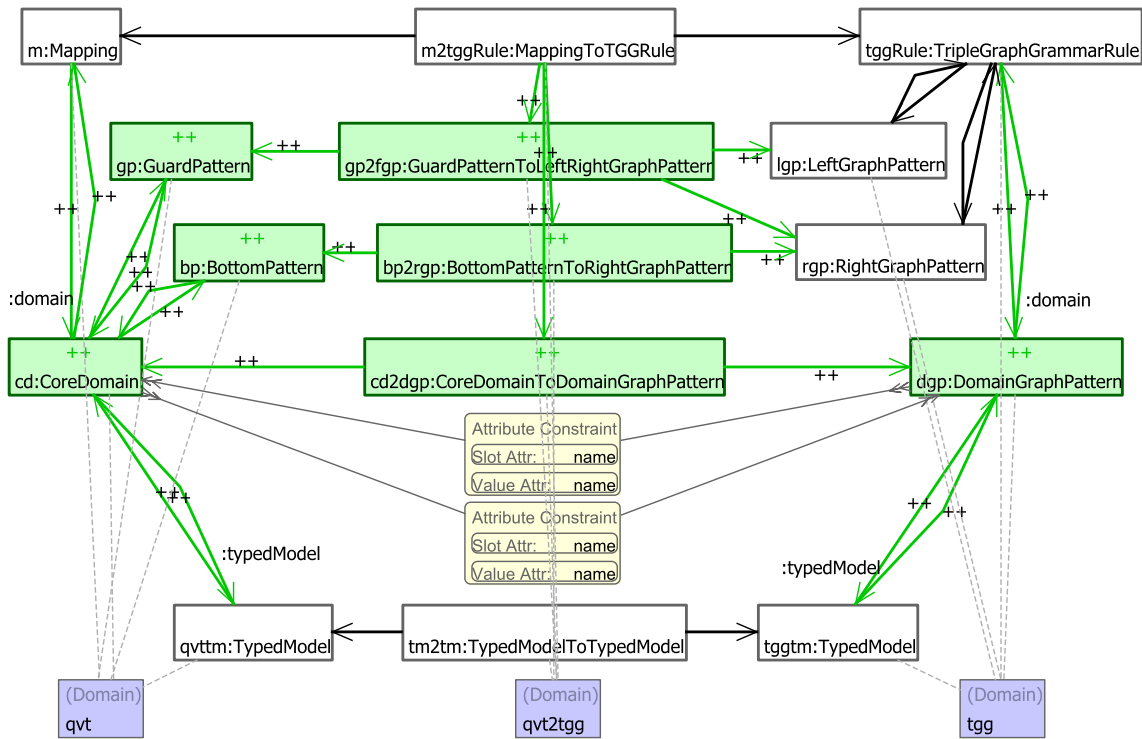 m:Mapping
m2tggRule:MappingToTGGRule
tggRule:TripleGraphGrammarRule
++
++
gp:GuardPattern
++
++
++
gp2fgp:GuardPatternToLeftRightGraphPattern
++
lgp:LeftGraphPattern
++
++
++
++
++
++
++
++
bp:BottomPattern
++
++
bp2rgp:BottomPatternToRightGraphPattern
++
rgp:RightGraphPattern
++
++
++
++
:domain
:domain
++
cd:CoreDomain
++
++
cd2dgp:CoreDomainToDomainGraphPattern
++
++
dgp:DomainGraphPattern
Attribute Constraint
Slot Attr: name
Value Attr: name
++
++
++
++
Attribute Constraint
Slot Attr: name
Value Attr: name
:typedModel
:typedModel
qvttm:TypedModel
tm2tm:TypedModelToTypedModel
tggtm:TypedModel
(Domain)
qvt
(Domain)
qvt2tgg
(Domain)
tgg